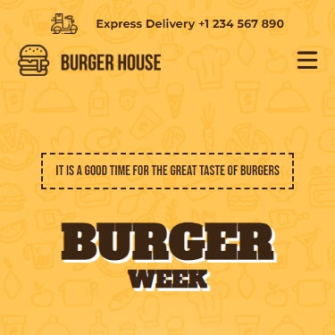 Express Delivery +1 234 567 890
BURGER HOUSE
IT IS A GOOD TIME FOR THE GREAT TASTE OF BURGERS
BURGER
WEEK